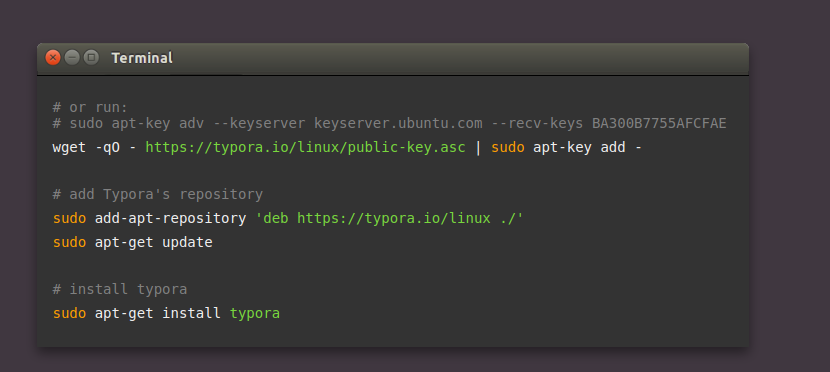 Terminal
# or run:
# sudo apt-key adv --keyserver keyserver.ubuntu.com --recv-keys BA300B7755AFCFAE
wget -qO - https://typora.io/linux/public-key.asc | sudo apt-key add -
# add Typora's repository
sudo add-apt-repository 'deb https://typora.io/linux ./'
sudo apt-get update
# install typora
sudo apt-get install typora